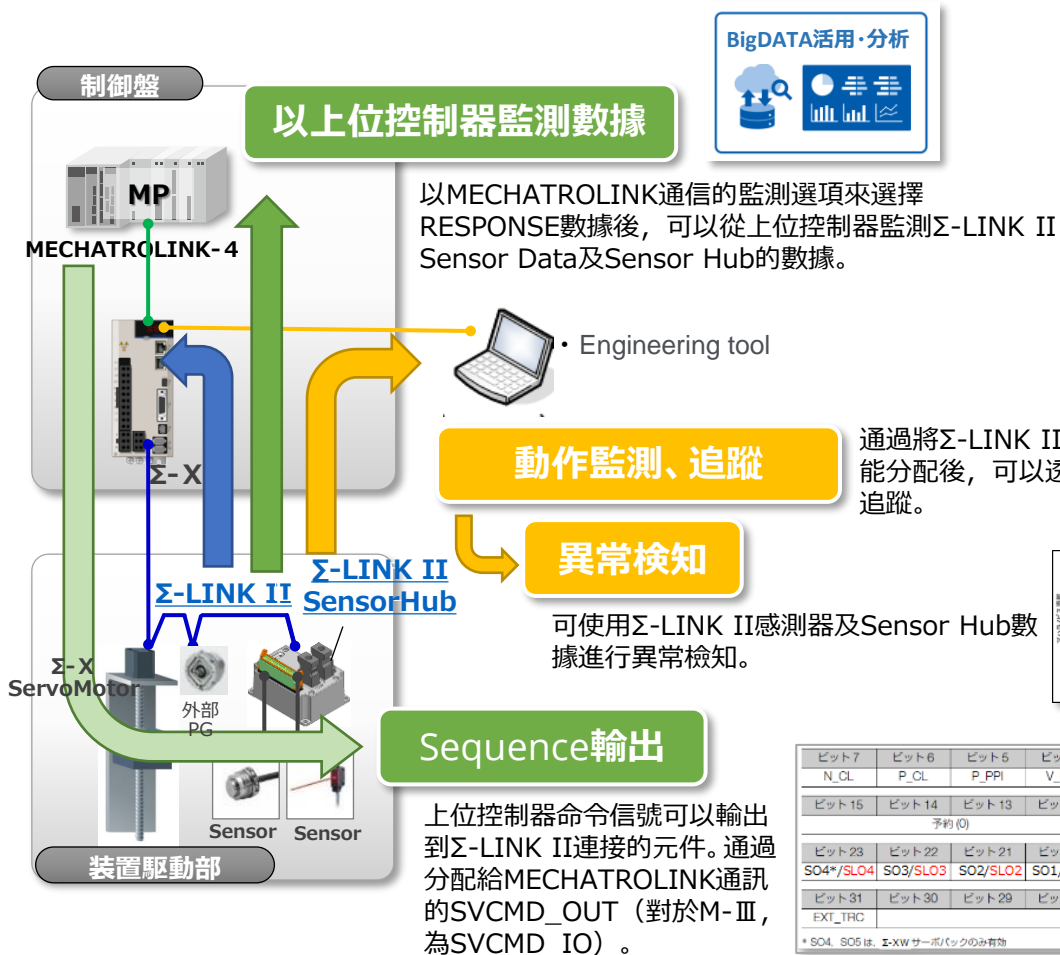 BigDATA活用･分析
制御盤
以上位控制器監測數據
MP
MECHATROLINK-4
以MECHATROLINK通信的監測選項來選擇
RESPONSE數據後，可以從上位控制器監測Σ-LINK II
Sensor Data及Sensor Hub的數據。
・Engineering tool
Σ-X
動作監測、追蹤
通過將Σ-LINK II
能分配後，可以透
追蹤。
異常検知
Σ-LINK II
Σ-LINK II
SensorHub
可使用Σ-LINK II感測器及Sensor Hub數
據進行異常檢知。
Σ-X
ServoMotor
外部
PG
Sequence輸出
Sensor
Sensor
装置駆動部
上位控制器命令信號可以輸出
到Σ-LINK II連接的元件。通過
分配給MECHATROLINK通訊
的SVCMD_OUT（對於M-Ⅲ，
為SVCMD_IO）。
ビット7 ビット6 ビット5 ビッ
N_CL P_CL P_PPI V_
ビット15 ビット14 ビット13 ビッ
予約(0)
ビット23 ビット22 ビット21 ビッ
SO4*/SLO4 SO3/SLO3 SO2/SLO2 SO1/
ビット31 ビット30 ビット29 ビッ
EXT_TRC
* SO4、SO5は、Σ-XWサーボパックのみ有効